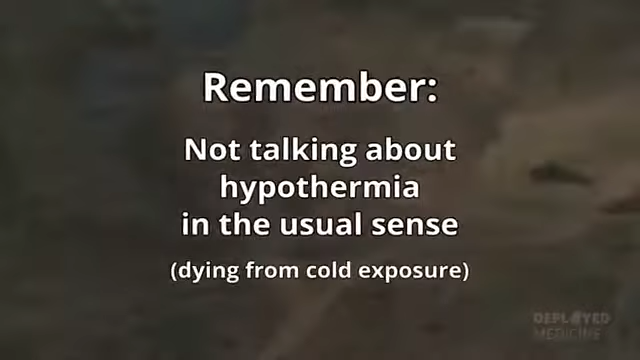 Remember:
Not talking about
hypothermia
in the usual sense
(dying from cold exposure)
DEPLOYED
MEDICINE